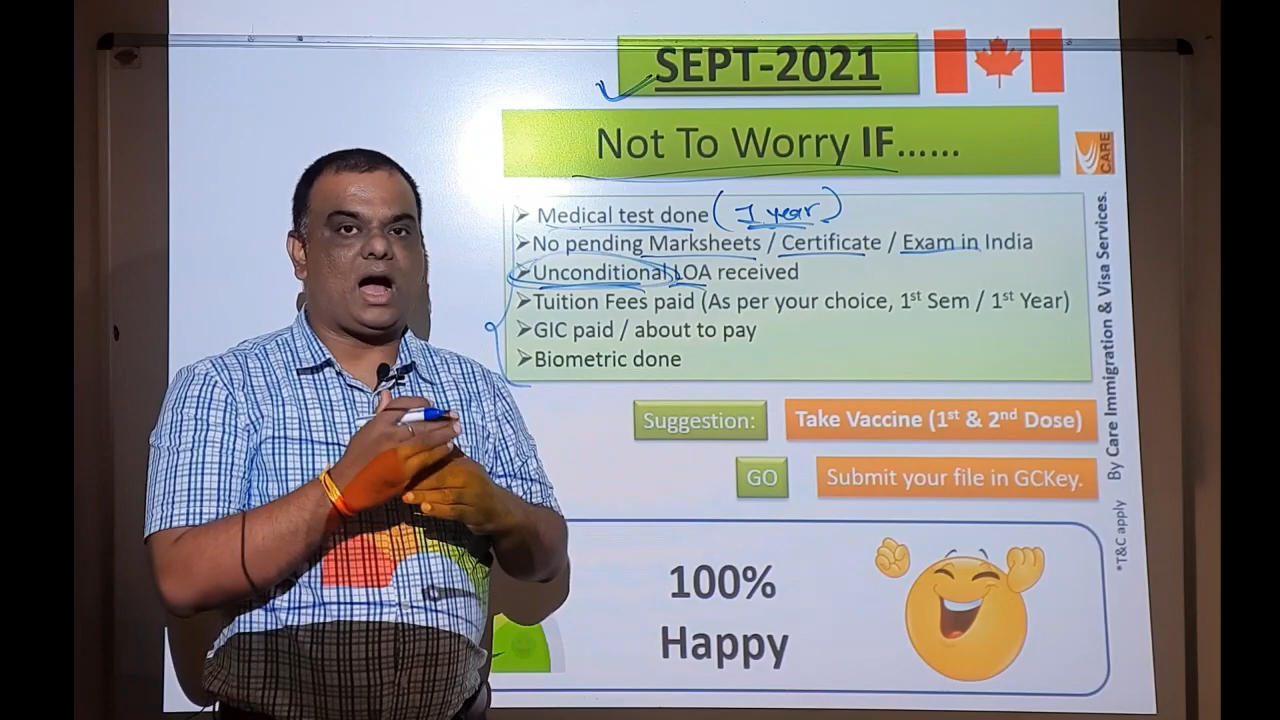 SEPT-2021
Not To Worry IF......
CARE
➢ Medical test done (1 year)
➢ No pending Marksheets / Certificate / Exam in India
➢ Unconditional LOA received
➢ Tuition Fees paid (As per your choice, 1st Sem / 1st Year)
➢ GIC paid / about to pay
➢ Biometric done
Suggestion: Take Vaccine (1st & 2nd Dose)
GO Submit your file in GCKey.
100%
Happy
*T&C apply By Care Immigration & Visa Services.